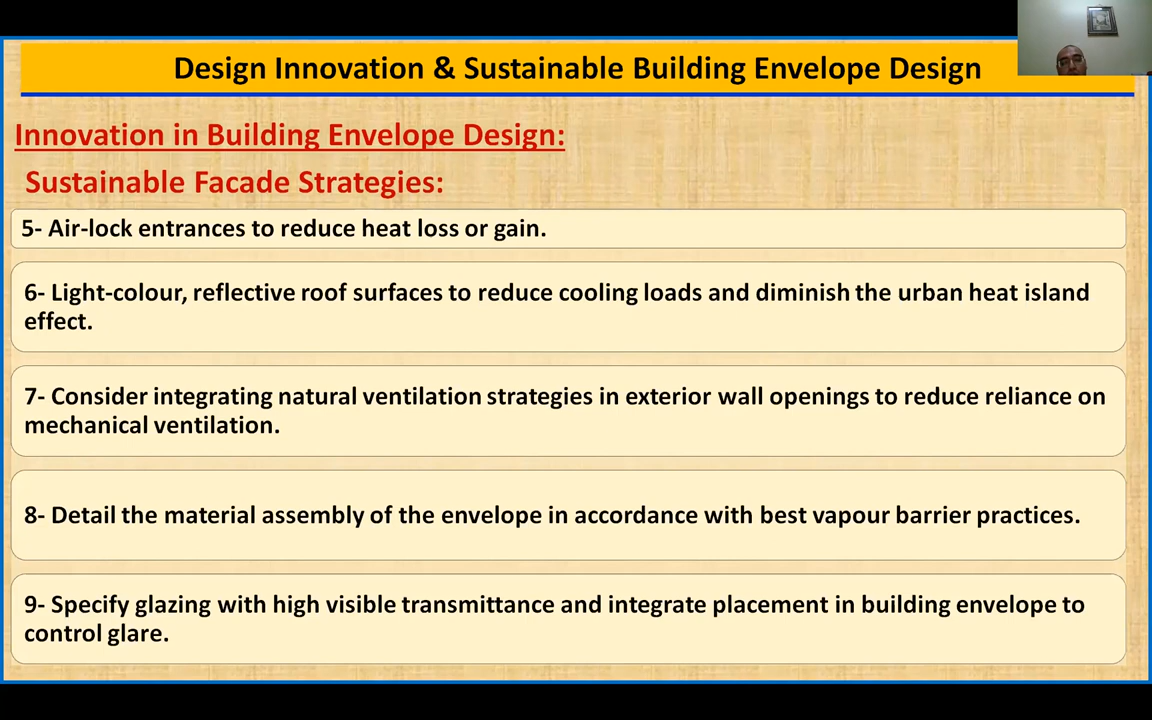 Design Innovation & Sustainable Building Envelope Design
Innovation in Building Envelope Design:
Sustainable Facade Strategies:
5- Air-lock entrances to reduce heat loss or gain.
6- Light-colour, reflective roof surfaces to reduce cooling loads and diminish the urban heat island
effect.
7- Consider integrating natural ventilation strategies in exterior wall openings to reduce reliance on
mechanical ventilation.
8- Detail the material assembly of the envelope in accordance with best vapour barrier practices.
9- Specify glazing with high visible transmittance and integrate placement in building envelope to
control glare.